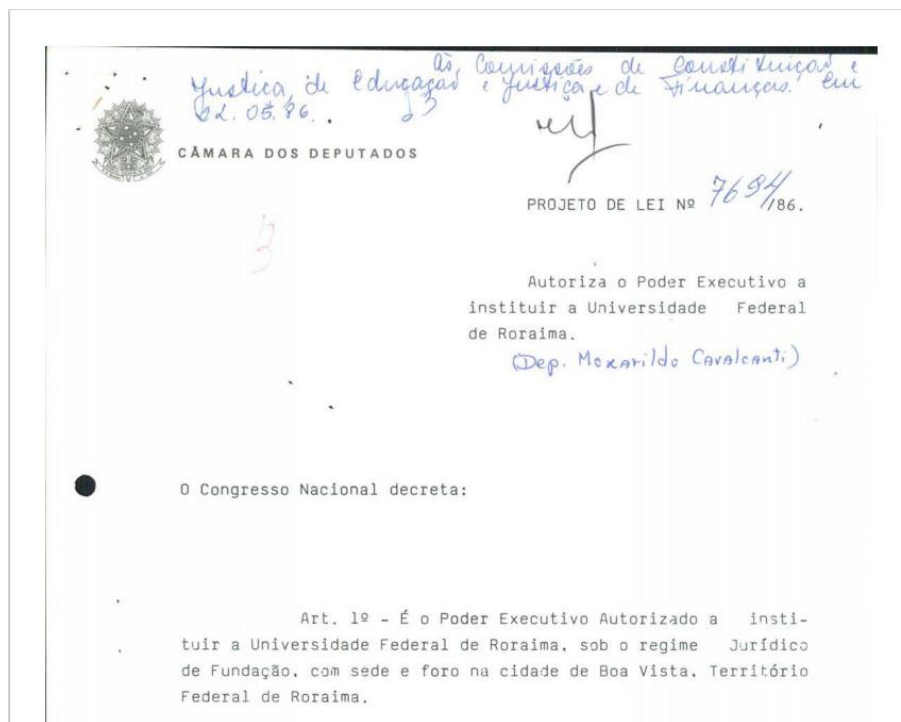 Às Comissões de Constituição e
Justiça, de Educação e Justiça e de Finanças. Em
22.05.86.
CÂMARA DOS DEPUTADOS
PROJETO DE LEI Nº 7694/86.
Autoriza o Poder Executivo a
instituir a Universidade Federal
de Roraima.
(Dep. Mozarildo Cavalcanti)
O Congresso Nacional decreta:
Art. 1º - É o Poder Executivo Autorizado a insti-
tuir a Universidade Federal de Roraima, sob o regime Jurídico
de Fundação, com sede e foro na cidade de Boa Vista, Território
Federal de Roraima.